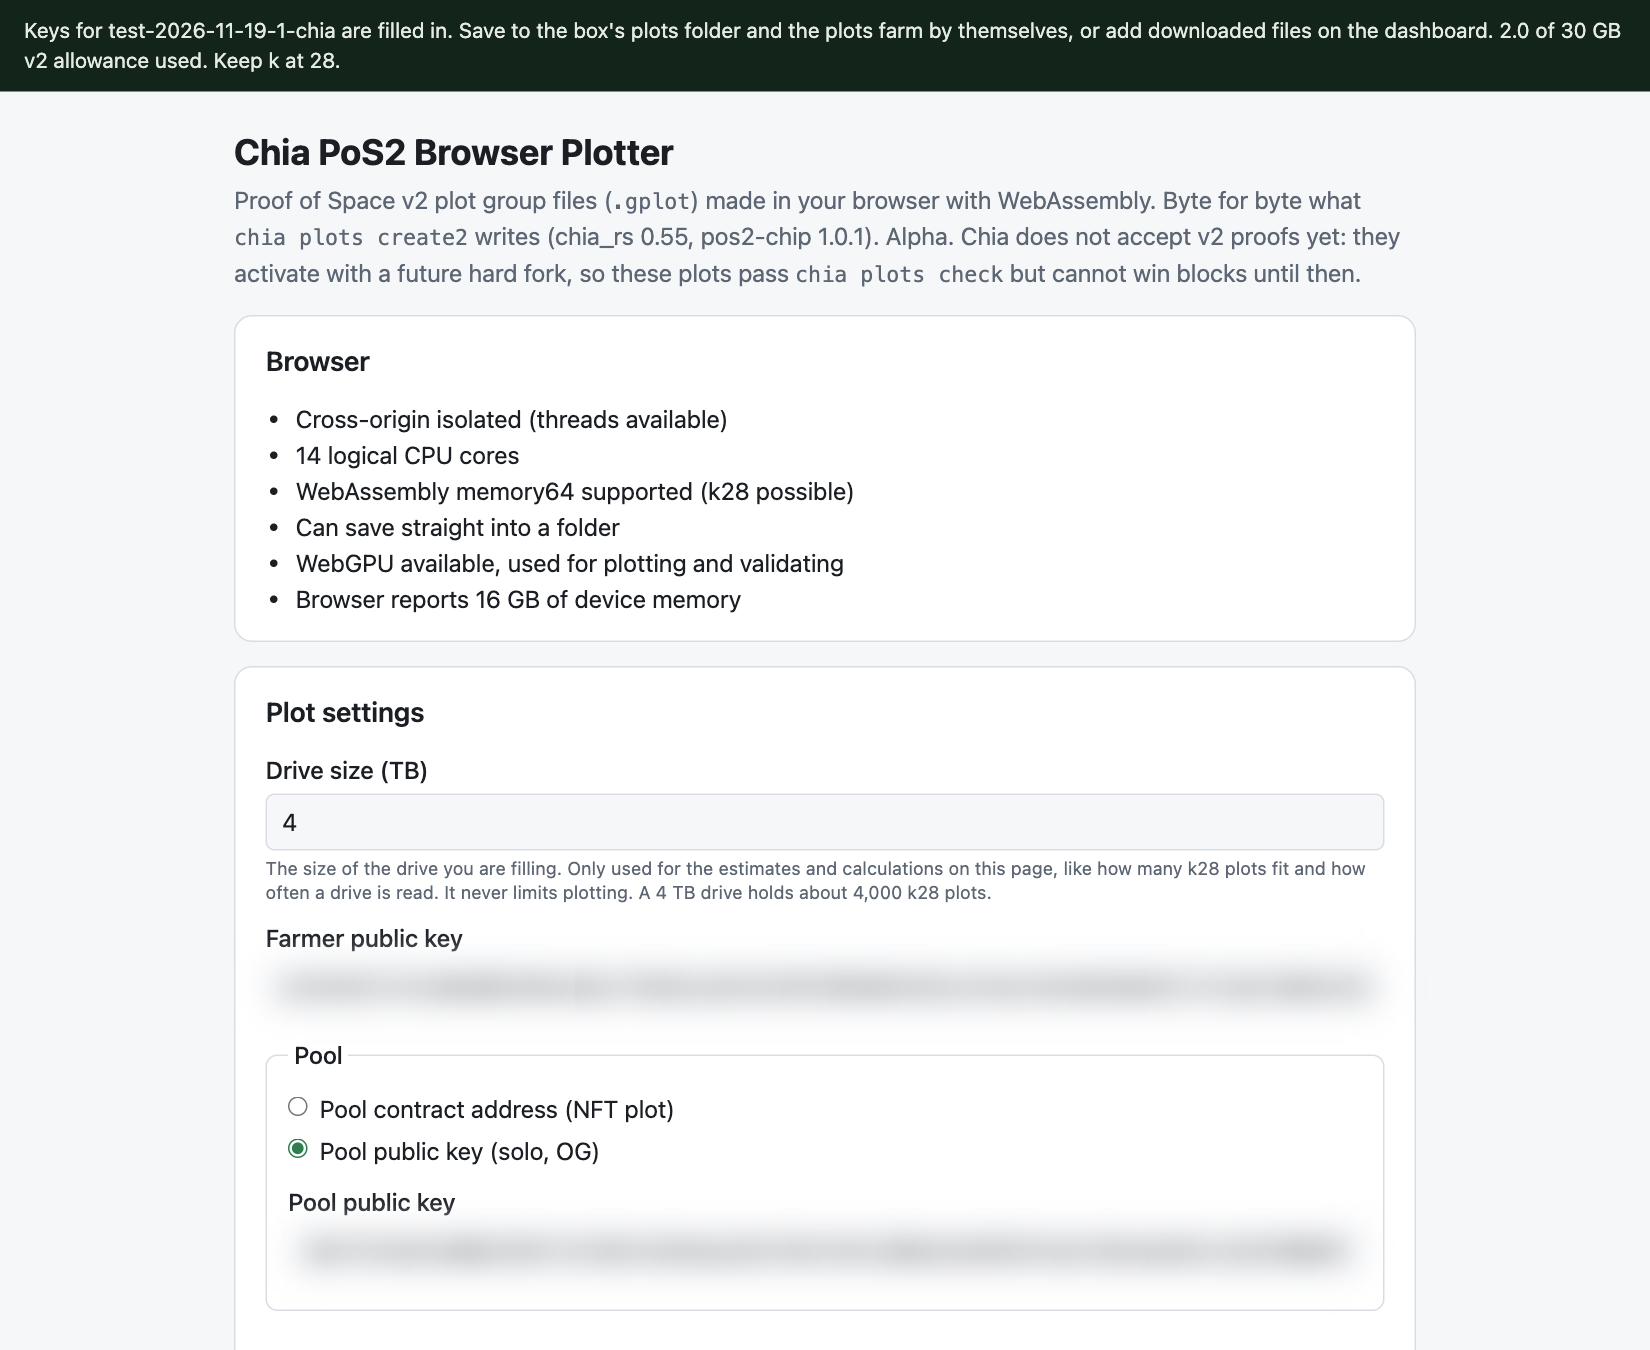 Keys for test-2026-11-19-1-chia are filled in. Save to the box's plots folder and the plots farm by themselves, or add downloaded files on the dashboard. 2.0 of 30 GB
v2 allowance used. Keep k at 28.
Chia PoS2 Browser Plotter
Proof of Space v2 plot group files (.gplot) made in your browser with WebAssembly. Byte for byte what
chia plots create2 writes (chia_rs 0.55, pos2-chip 1.0.1). Alpha. Chia does not accept v2 proofs yet: they
activate with a future hard fork, so these plots pass chia plots check but cannot win blocks until then.
Browser
• Cross-origin isolated (threads available)
• 14 logical CPU cores
• WebAssembly memory64 supported (k28 possible)
• Can save straight into a folder
• WebGPU available, used for plotting and validating
• Browser reports 16 GB of device memory
Plot settings
Drive size (TB)
4
The size of the drive you are filling. Only used for the estimates and calculations on this page, like how many k28 plots fit and how
often a drive is read. It never limits plotting. A 4 TB drive holds about 4,000 k28 plots.
Farmer public key
Pool
Pool contract address (NFT plot)
Pool public key (solo, OG)
Pool public key